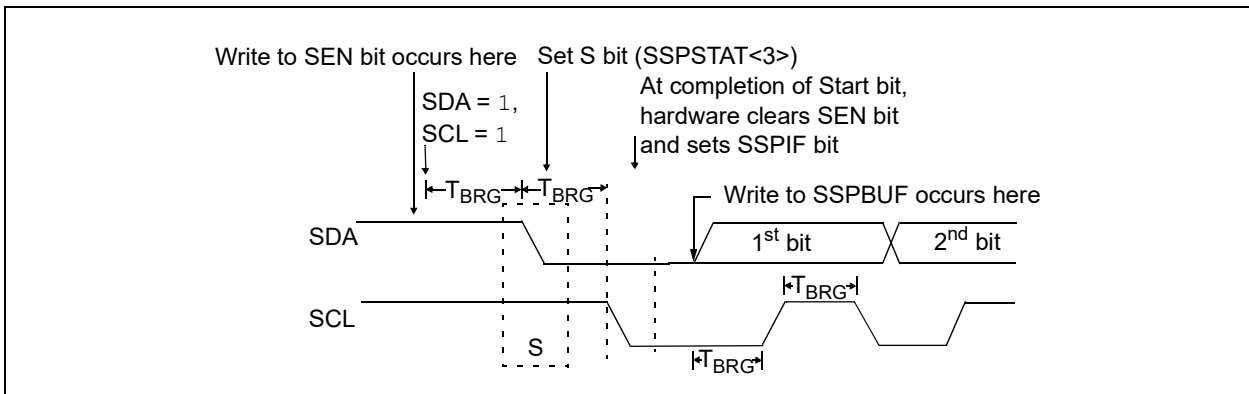 Write to SEN bit occurs here
Set S bit (SSPSTAT<3>)
SDA = 1,
SCL = 1
At completion of Start bit,
hardware clears SEN bit
and sets SSPIF bit
TBRG
TBRG
Write to SSPBUF occurs here
SDA
1st bit
2nd bit
TBRG
SCL
S
TBRG